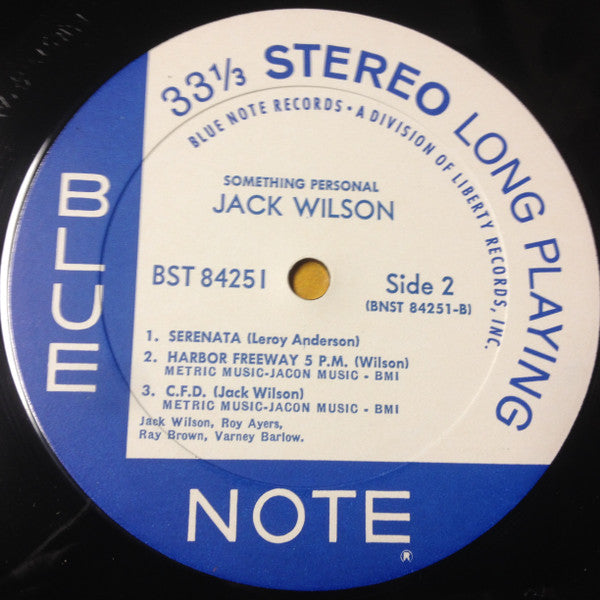 33⅓ STEREO LONG PLAYING
BLUE NOTE RECORDS • A DIVISION OF LIBERTY RECORDS, INC.
SOMETHING PERSONAL
JACK WILSON
BST 84251
Side 2
(BNST 84251-B)
1. SERENATA (Leroy Anderson)
2. HARBOR FREEWAY 5 P.M. (Wilson)
METRIC MUSIC-JACON MUSIC - BMI
3. C.F.D. (Jack Wilson)
METRIC MUSIC-JACON MUSIC - BMI
Jack Wilson, Roy Ayers,
Ray Brown, Varney Barlow.
BLUE
NOTE®